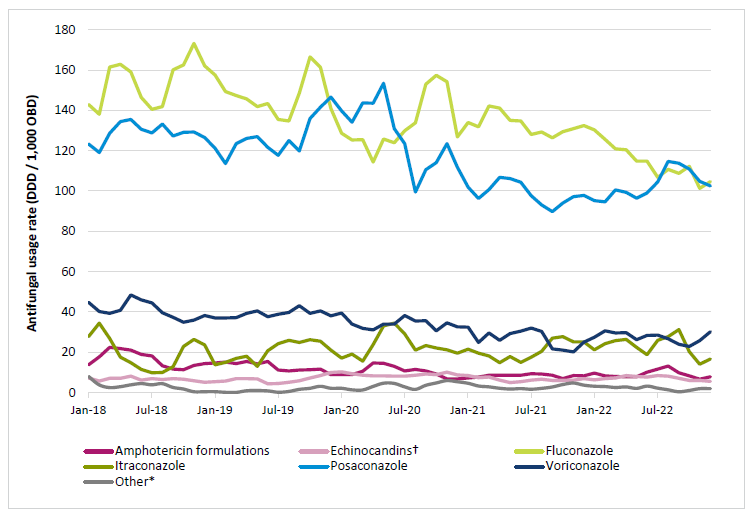 180
160
140
120
100
80
60
40
20
0
Antifungal usage rate (DDD / 1,000 OBD)
Jan-18 Jul-18 Jan-19 Jul-19 Jan-20 Jul-20 Jan-21 Jul-21 Jan-22 Jul-22
Amphotericin formulations Echinocandins† Fluconazole
Itraconazole Posaconazole Voriconazole
Other*